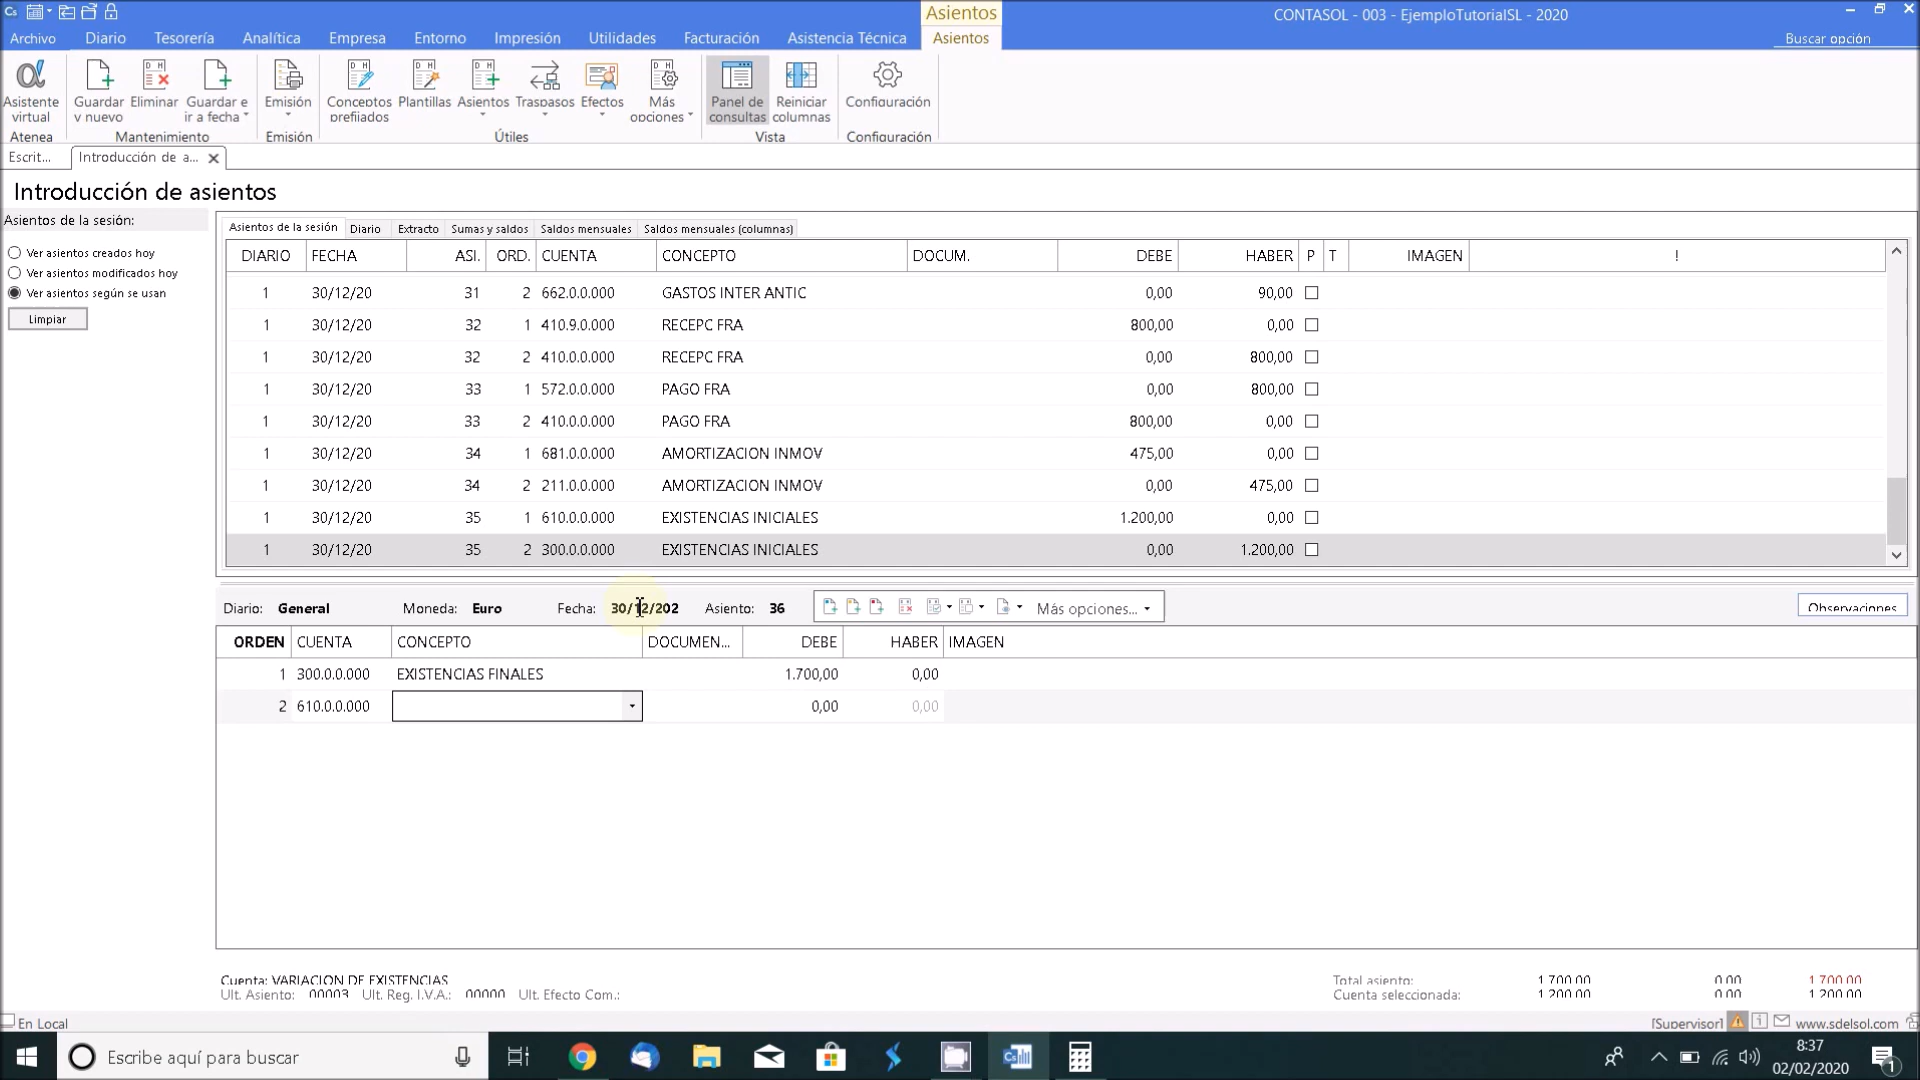 Asientos
CONTASOL - 003 - EjemploTutorialSL - 2020
Archivo Diario Tesorería Analítica Empresa Entorno Impresión Utilidades Facturación Asistencia Técnica Asientos Buscar opción
Asistente virtual
Guardar y nuevo
Eliminar
Guardar e ir a fecha
Emisión
Conceptos prefijados
Plantillas
Asientos
Traspasos
Efectos
Más opciones
Panel de consultas
Reiniciar columnas
Configuración
Atenea Mantenimiento Emisión Útiles Vista Configuración
Escrit... Introducción de a...
Introducción de asientos
Asientos de la sesión:
Ver asientos creados hoy
Ver asientos modificados hoy
Ver asientos según se usan
Limpiar
Asientos de la sesión Diario Extracto Sumas y saldos Saldos mensuales Saldos mensuales (columnas)
DIARIO FECHA ASI. ORD. CUENTA CONCEPTO DOCUM. DEBE HABER P T IMAGEN !
1 30/12/20 31 2 662.0.0.000 GASTOS INTER ANTIC 0,00 90,00
1 30/12/20 32 1 410.9.0.000 RECEPC FRA 800,00 0,00
1 30/12/20 32 2 410.0.0.000 RECEPC FRA 0,00 800,00
1 30/12/20 33 1 572.0.0.000 PAGO FRA 0,00 800,00
1 30/12/20 33 2 410.0.0.000 PAGO FRA 800,00 0,00
1 30/12/20 34 1 681.0.0.000 AMORTIZACION INMOV 475,00 0,00
1 30/12/20 34 2 211.0.0.000 AMORTIZACION INMOV 0,00 475,00
1 30/12/20 35 1 610.0.0.000 EXISTENCIAS INICIALES 1.200,00 0,00
1 30/12/20 35 2 300.0.0.000 EXISTENCIAS INICIALES 0,00 1.200,00
Diario: General Moneda: Euro Fecha: 30/12/202 Asiento: 36 Más opciones... Observaciones
ORDEN CUENTA CONCEPTO DOCUMEN... DEBE HABER IMAGEN
1 300.0.0.000 EXISTENCIAS FINALES 1.700,00 0,00
2 610.0.0.000 0,00 0,00
Cuenta: VARIACION DE EXISTENCIAS Total asiento: 1.700,00 0,00 1.700,00
Ult. Asiento: 00003 Ult. Reg. I.V.A.: 00000 Ult. Efecto Com.: Cuenta seleccionada: 1.200,00 0,00 1.200,00
En Local [Supervisor] www.sdelsol.com
Escribe aquí para buscar
8:37
02/02/2020
1